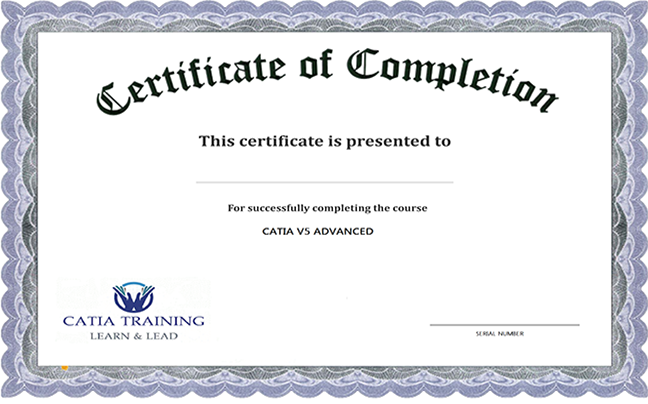 Certificate of Completion
This certificate is presented to
For successfully completing the course
CATIA V5 ADVANCED
CATIA TRAINING
LEARN & LEAD
SERIAL NUMBER